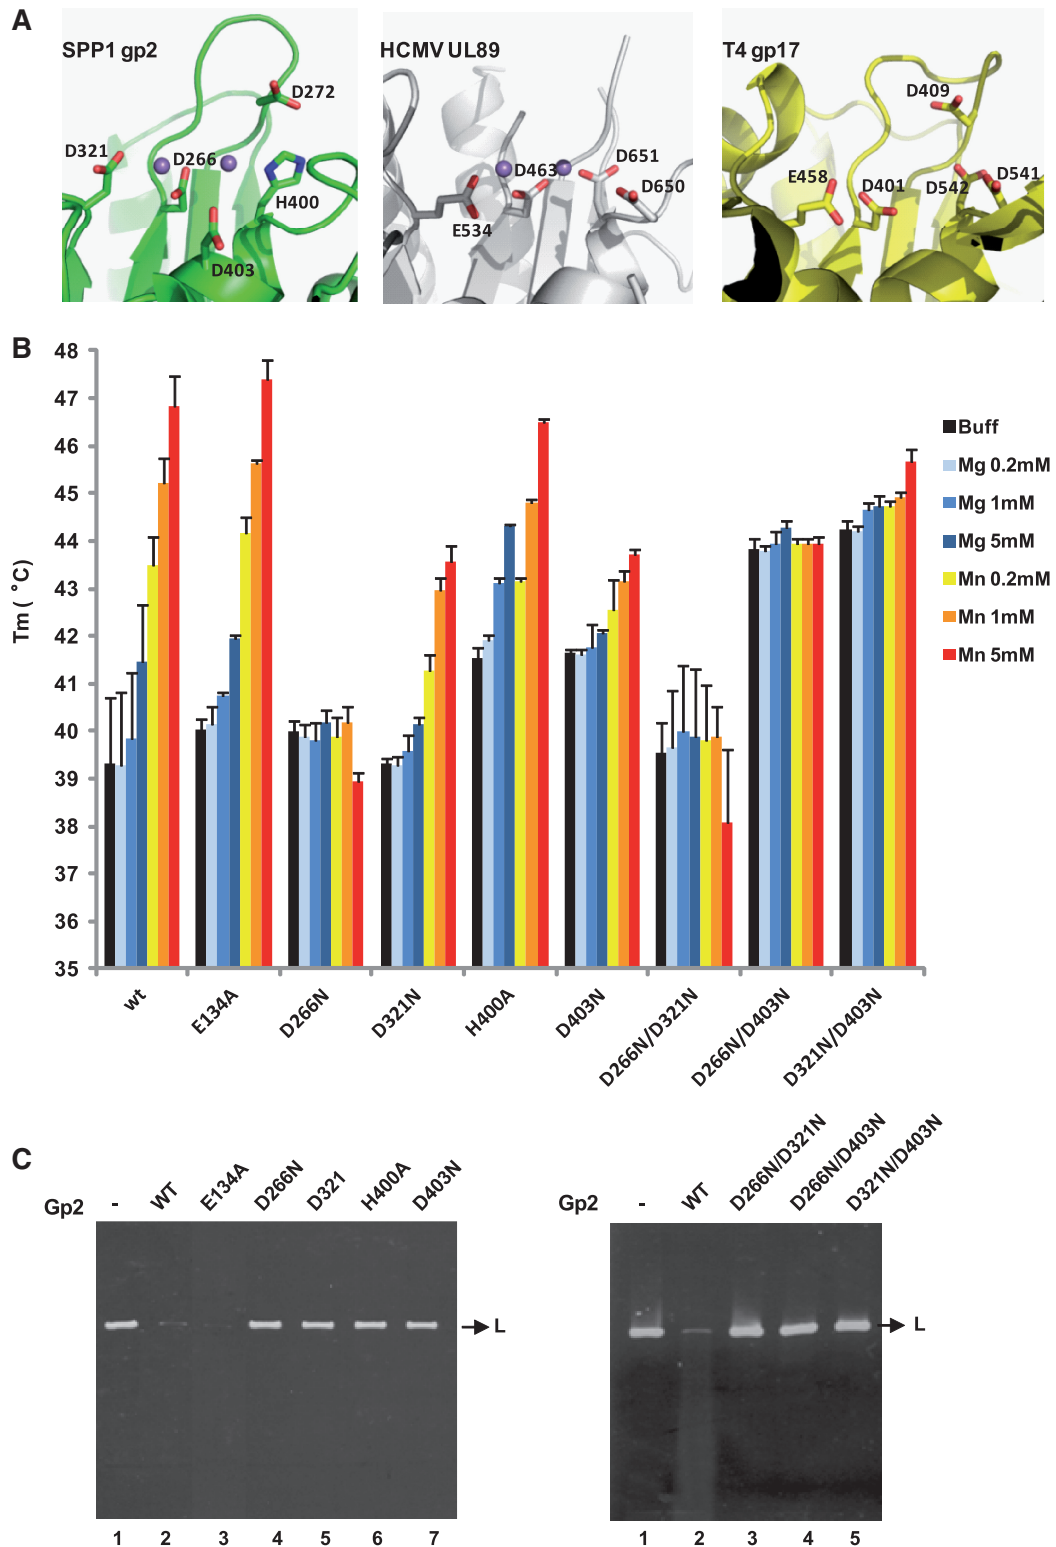 A
SPP1 gp2
D272
D321
D266
H400
D403
HCMV UL89
D463
D651
D650
E534
T4 gp17
D409
E458
D401
D542
D541
B
48
47
46
45
44
43
42
41
40
39
38
37
36
35
Tm ( °C)
Buff
Mg 0.2mM
Mg 1mM
Mg 5mM
Mn 0.2mM
Mn 1mM
Mn 5mM
wt
E134A
D266N
D321N
H400A
D403N
D266N/D321N
D266N/D403N
D321N/D403N
C
Gp2
-
WT
E134A
D266N
D321
H400A
D403N
L
1 2 3 4 5 6 7
Gp2
-
WT
D266N/D321N
D266N/D403N
D321N/D403N
L
1 2 3 4 5